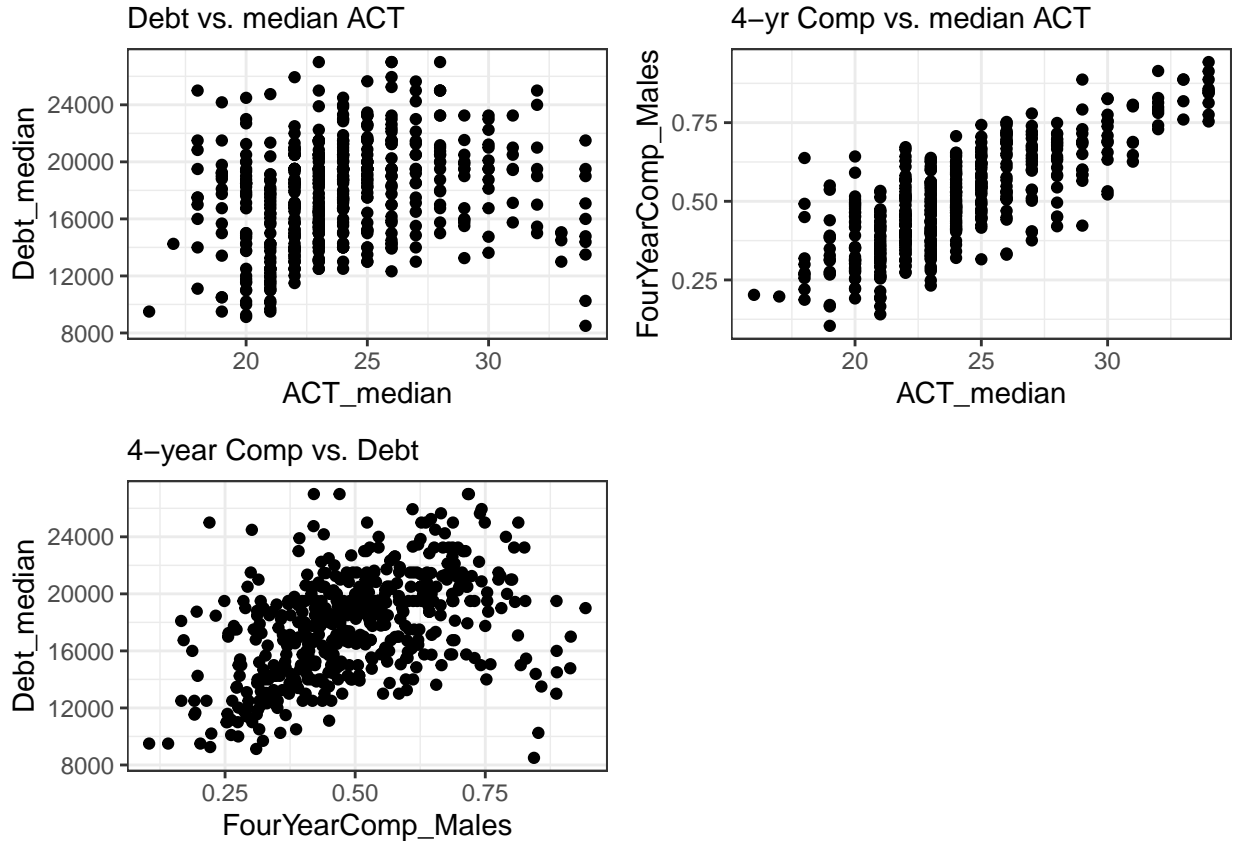 Debt vs. median ACT
Debt_median
24000
20000
16000
12000
8000
20 25 30
ACT_median
4−yr Comp vs. median ACT
FourYearComp_Males
0.75
0.50
0.25
20 25 30
ACT_median
4−year Comp vs. Debt
Debt_median
24000
20000
16000
12000
8000
0.25 0.50 0.75
FourYearComp_Males